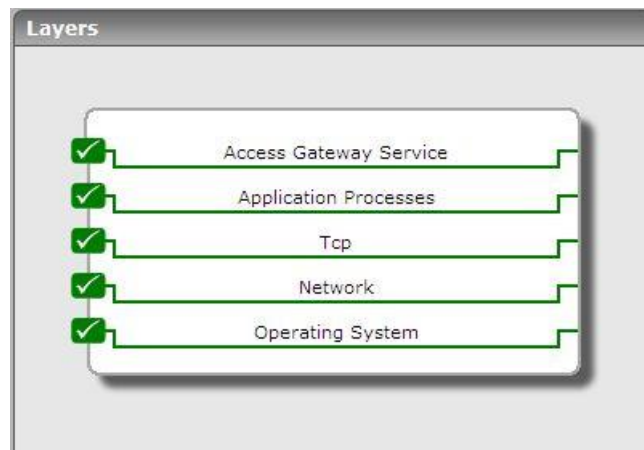 Layers
Access Gateway Service
Application Processes
Tcp
Network
Operating System